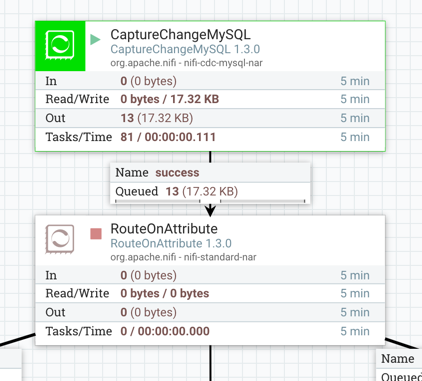 CaptureChangeMySQL
CaptureChangeMySQL 1.3.0
org.apache.nifi - nifi-cdc-mysql-nar
In 0 (0 bytes) 5 min
Read/Write 0 bytes / 17.32 KB 5 min
Out 13 (17.32 KB) 5 min
Tasks/Time 81 / 00:00:00.111 5 min
Name success
Queued 13 (17.32 KB)
RouteOnAttribute
RouteOnAttribute 1.3.0
org.apache.nifi - nifi-standard-nar
In 0 (0 bytes) 5 min
Read/Write 0 bytes / 0 bytes 5 min
Out 0 (0 bytes) 5 min
Tasks/Time 0 / 00:00:00.000 5 min
Name
Queued